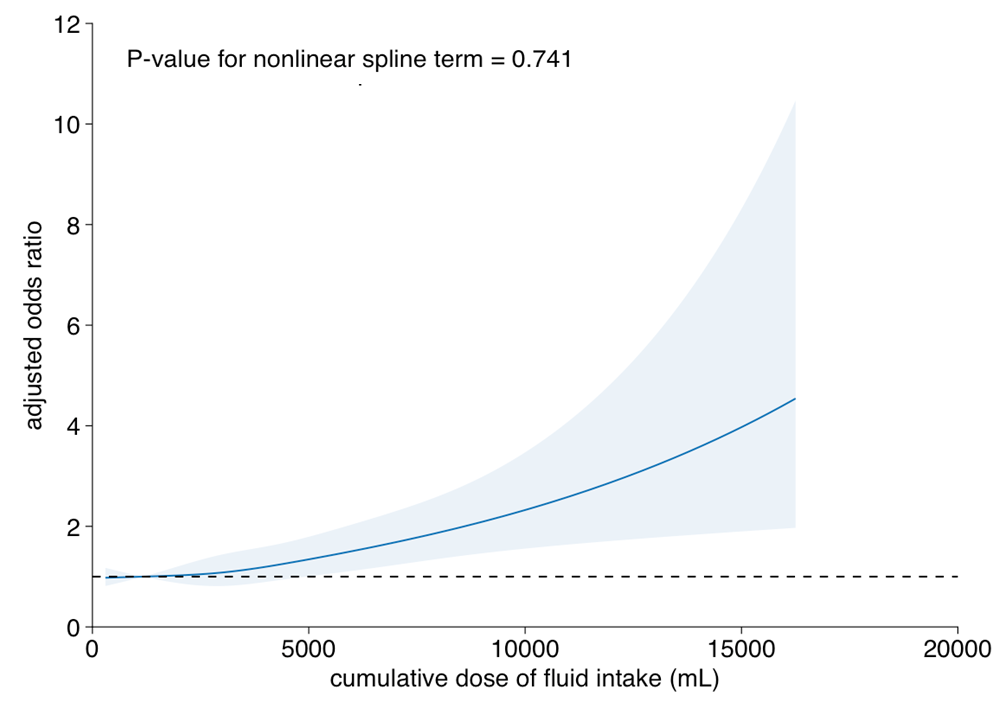 12
P-value for nonlinear spline term = 0.741
10
8
6
4
2
0
adjusted odds ratio
0 5000 10000 15000 20000
cumulative dose of fluid intake (mL)